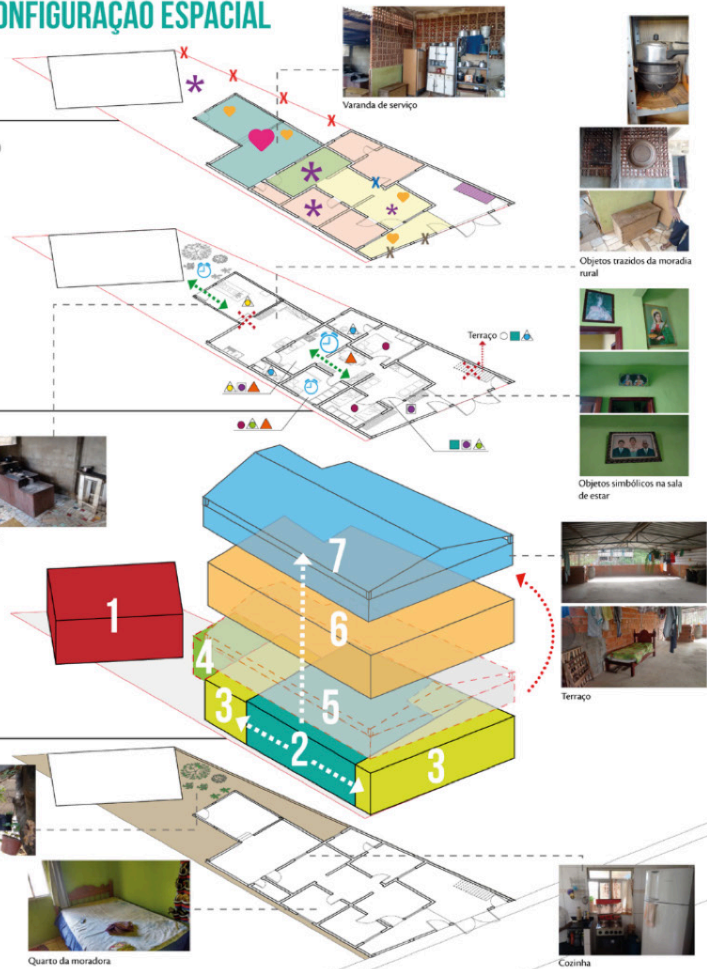 ONFIGURAÇÃO ESPACIAL
Varanda de serviço
Objetos trazidos da moradia
rural
Terraço
Objetos simbólicos na sala
de estar
7
1
6
4
5
3
2
3
Terraço
Quarto da moradora
Cozinha